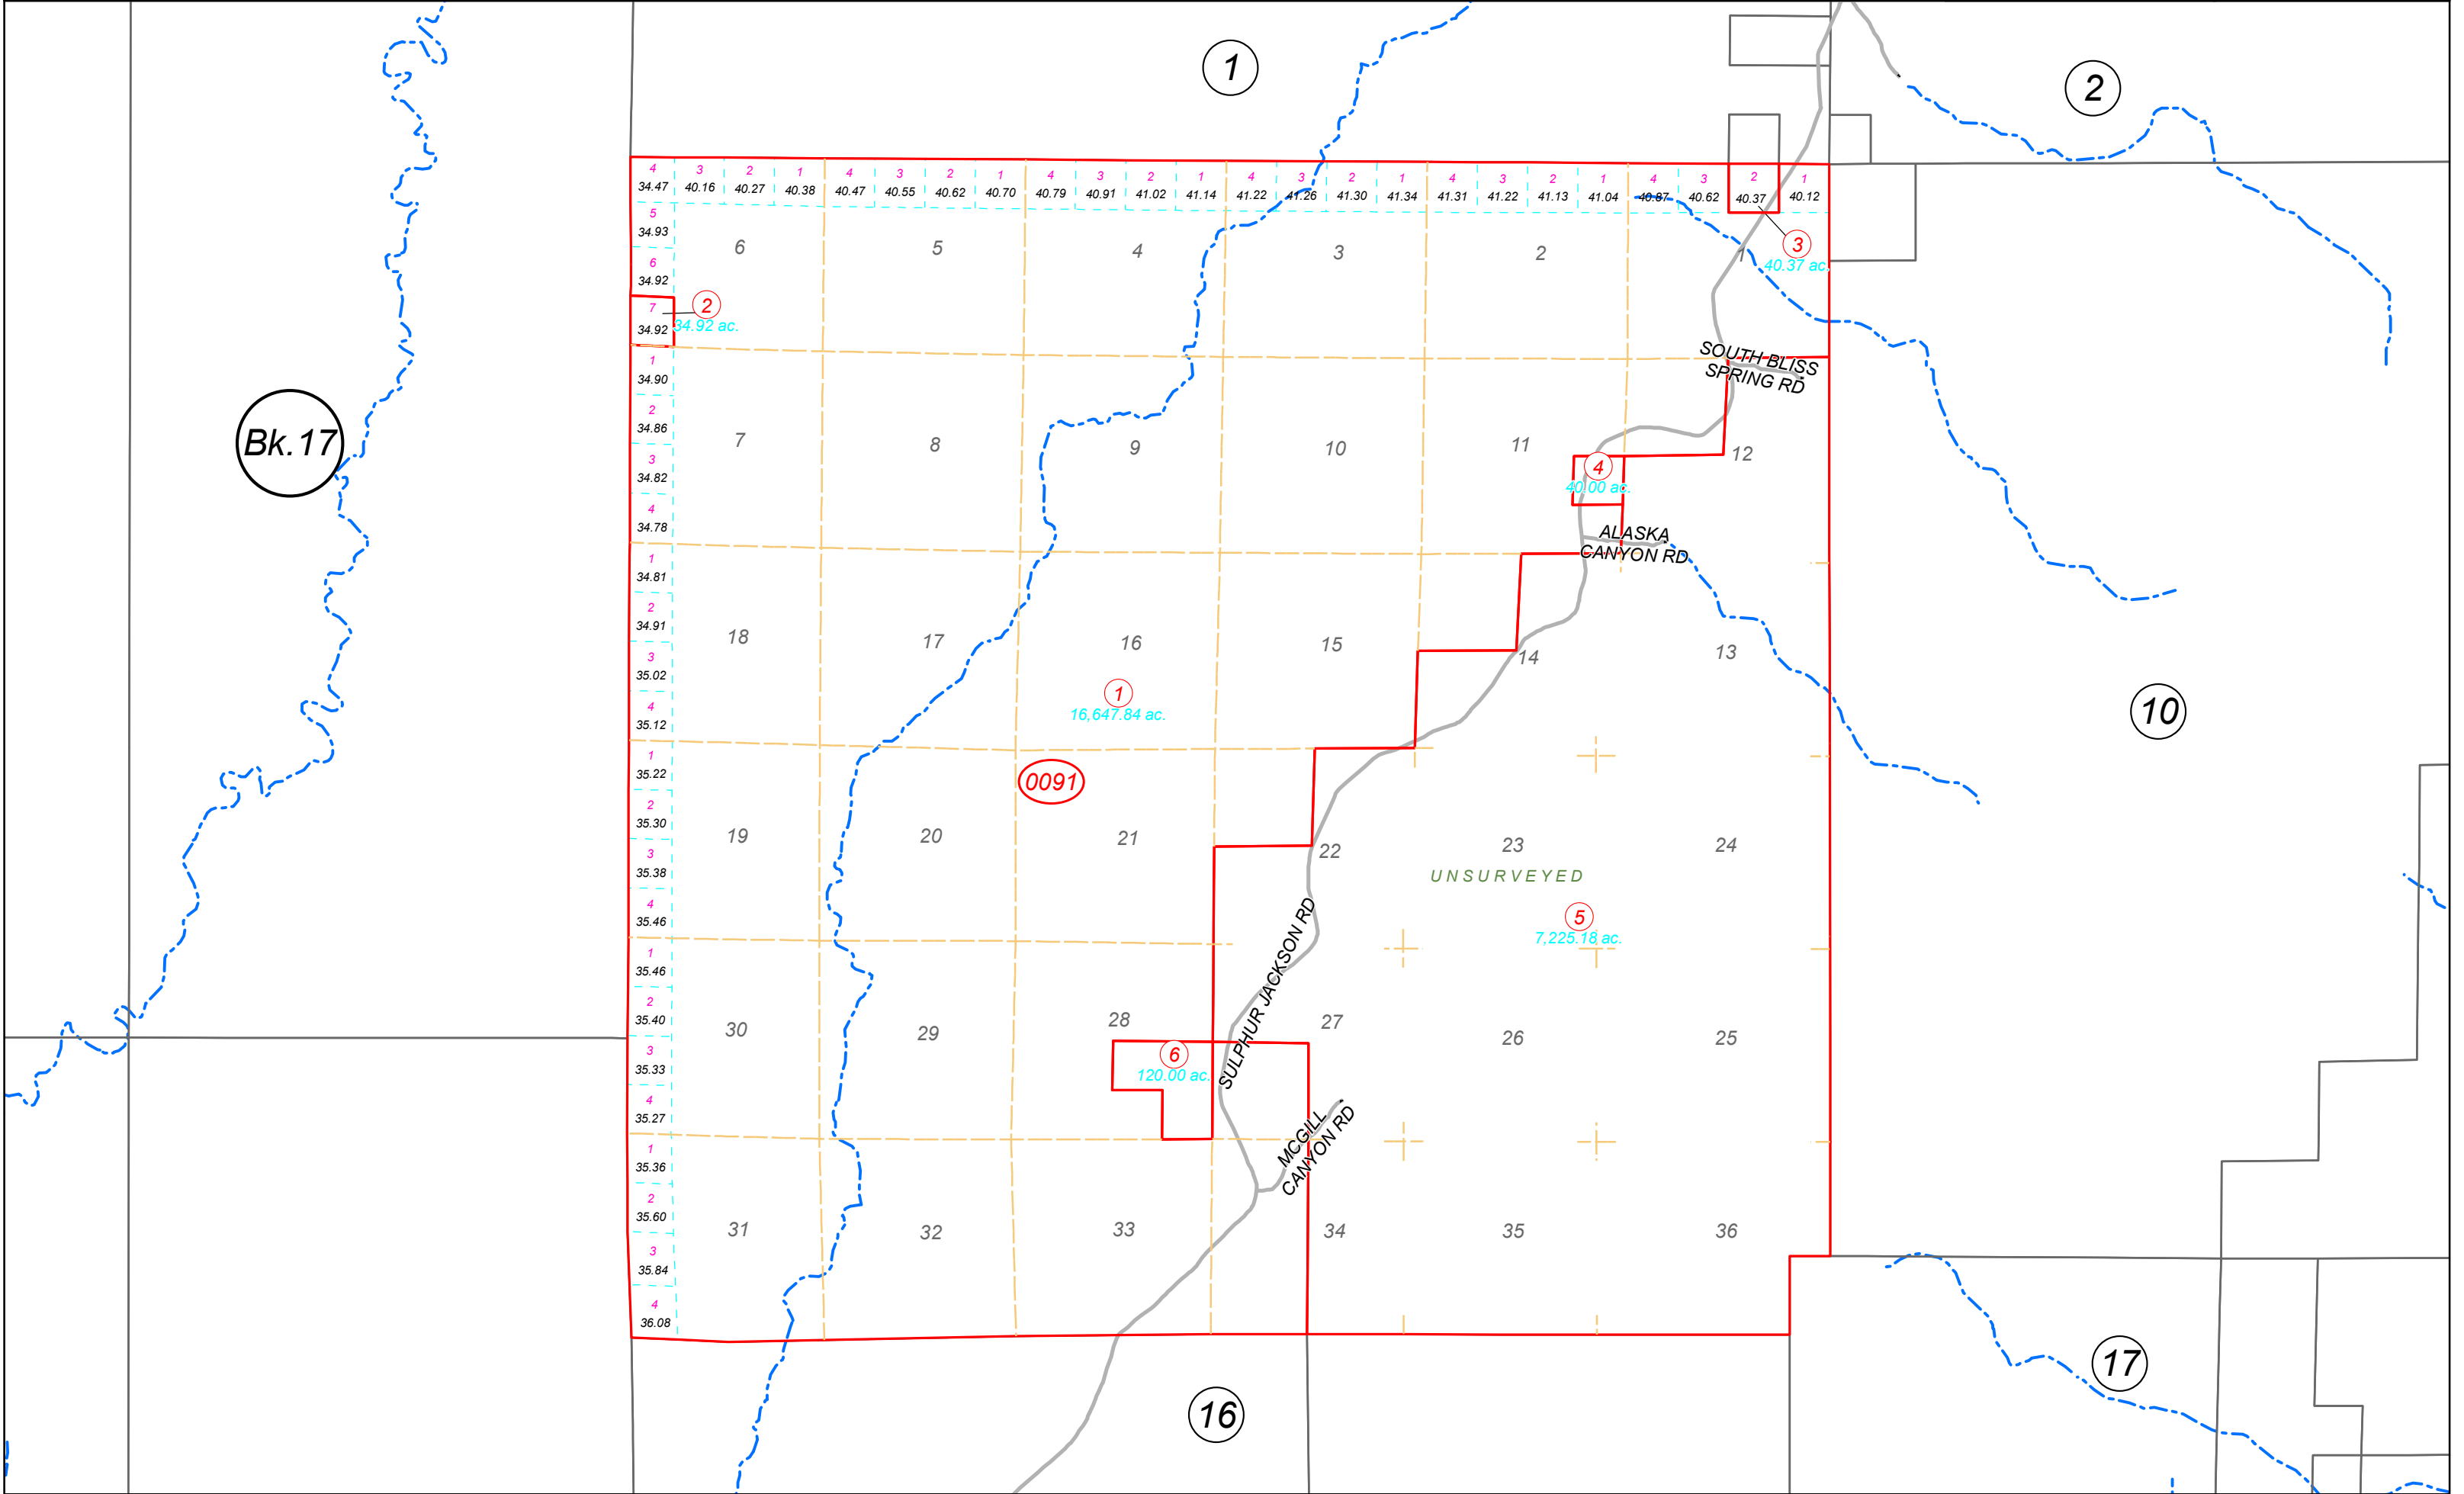 1
2
4 3 2 1 4 3 2 1 4 3 2 1 4 3 2 1 4 3 2 1 4 3 2 1
34.47 40.16 40.27 40.38 40.47 40.55 40.62 40.70 40.79 40.91 41.02 41.14 41.22 41.26 41.30 41.34 41.31 41.22 41.13 41.04 40.87 40.62 40.37 40.12
5
34.93
6 5 4 3 2 1 3
40.37 ac.
6
34.92
7 2
34.92 34.92 ac.
SOUTH BLISS
SPRING RD
1
34.90
2
34.86
Bk.17
7 8 9 10 11 12
3
34.82
4
40.00 ac.
4
34.78
ALASKA
CANYON RD
1
34.81
2
34.91
18 17 16 15 14 13
3
35.02
1
16,647.84 ac.
4
35.12
10
1
35.22
0091
2
35.30
19 20 21 22 23 24
3
35.38
UNSURVEYED
4
35.46
5
7,225.18 ac.
1
35.46
SULPHUR JACKSON RD
2
35.40
30 29 28 27 26 25
3
35.33
6
120.00 ac.
4
35.27
MCGILL
CANYON RD
1
35.36
2
35.60
31 32 33 34 35 36
3
35.84
4
36.08
17
16